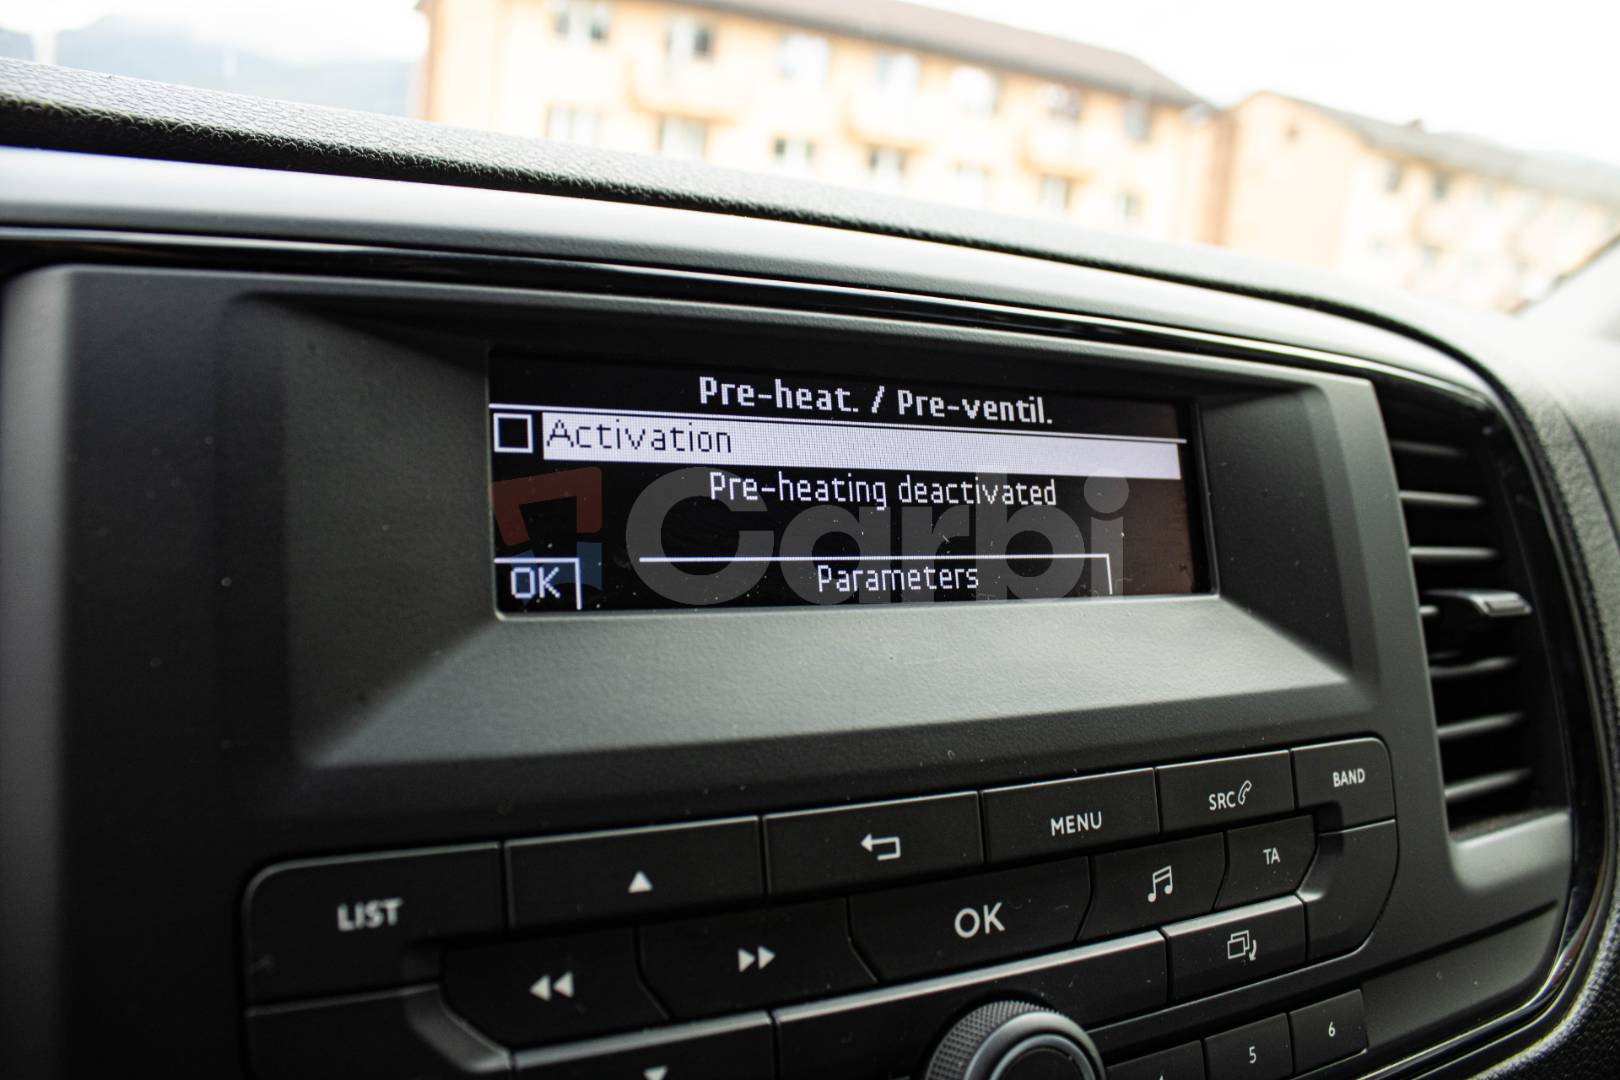 Pre-heat. / Pre-ventil.
Activation
Pre-heating deactivated
OK
Parameters
Carbi
BAND
SRC
MENU
TA
LIST
OK
6
5